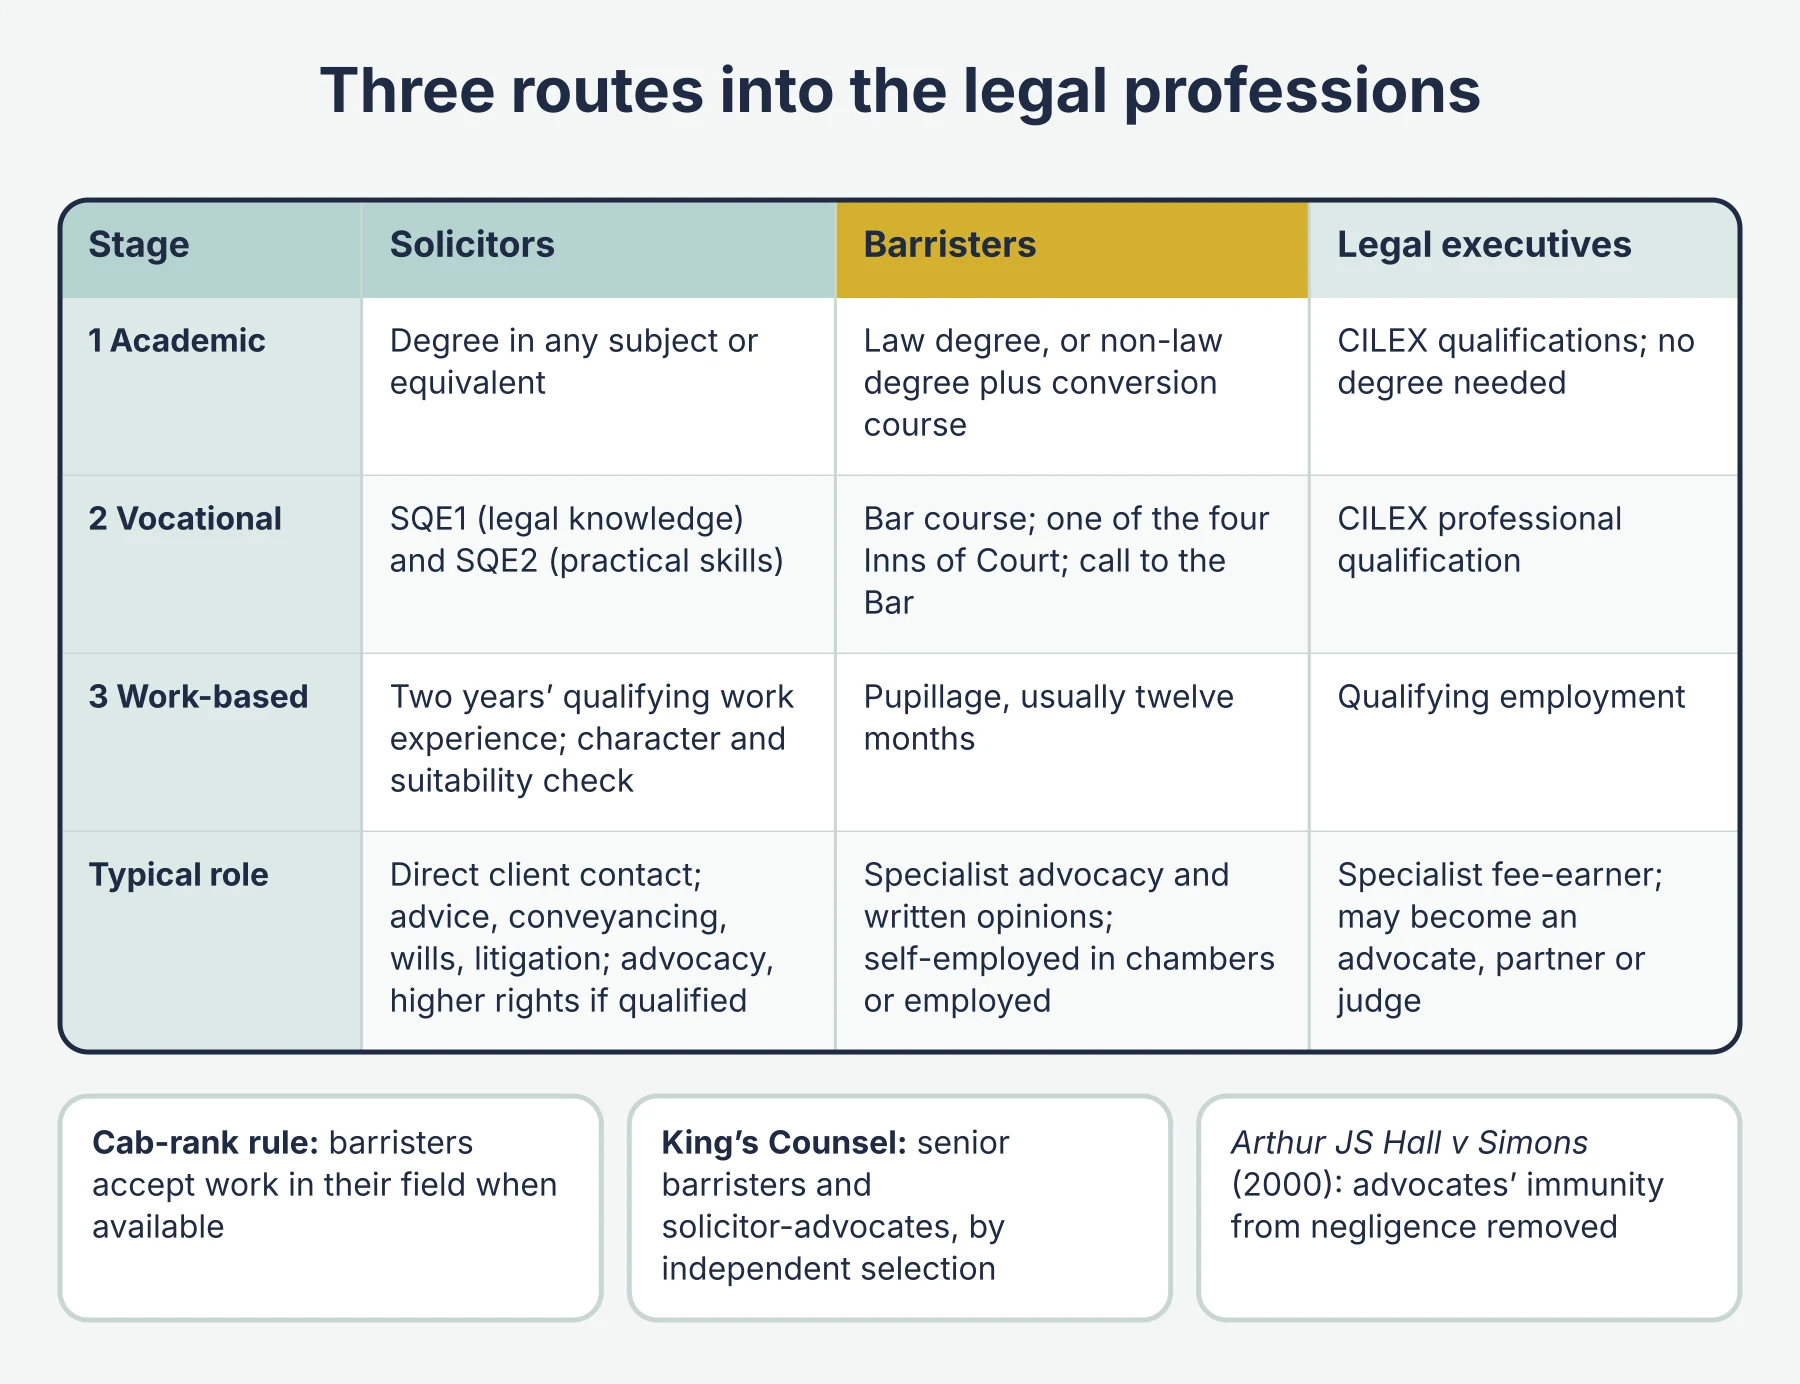 Three routes into the legal professions
Stage
Solicitors
Barristers
Legal executives
1 Academic
Degree in any subject or
equivalent
Law degree, or non-law
degree plus conversion
course
CILEX qualifications; no
degree needed
2 Vocational
SQE1 (legal knowledge)
and SQE2 (practical skills)
Bar course; one of the four
Inns of Court; call to the
Bar
CILEX professional
qualification
3 Work-based
Two years’ qualifying work
experience; character and
suitability check
Pupillage, usually twelve
months
Qualifying employment
Typical role
Direct client contact;
advice, conveyancing,
wills, litigation; advocacy,
higher rights if qualified
Specialist advocacy and
written opinions;
self-employed in chambers
or employed
Specialist fee-earner;
may become an
advocate, partner or
judge
Cab-rank rule: barristers
accept work in their field when
available
King’s Counsel: senior
barristers and
solicitor-advocates, by
independent selection
Arthur JS Hall v Simons
(2000): advocates’ immunity
from negligence removed